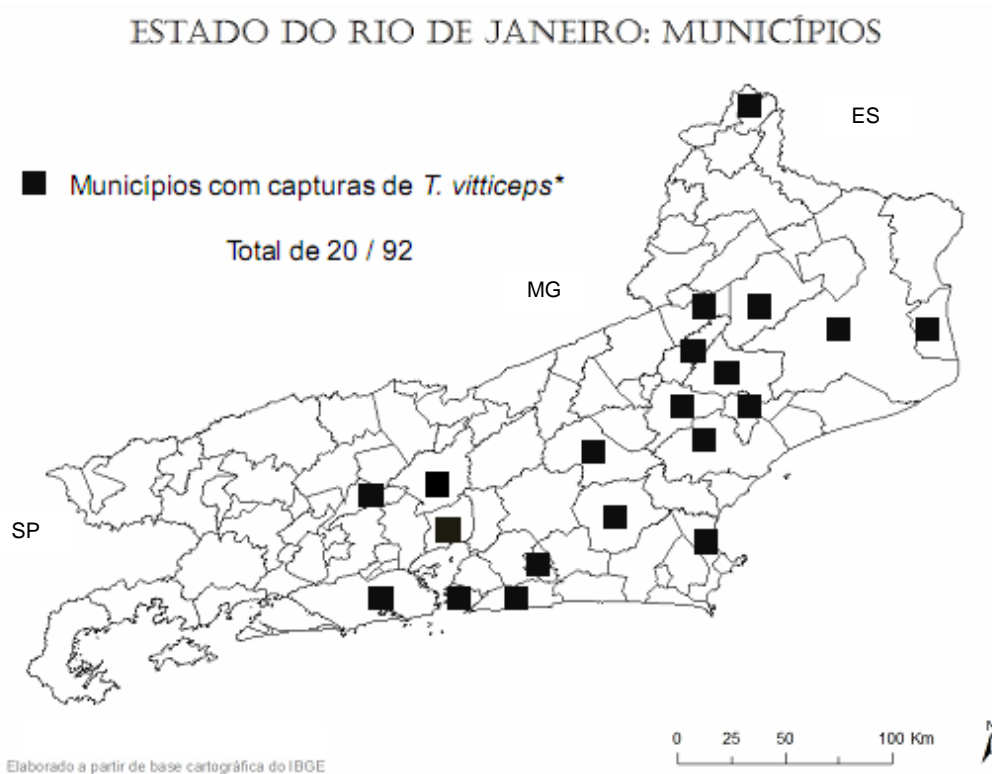 ESTADO DO RIO DE JANEIRO: MUNICÍPIOS
ES
Municípios com capturas de T. vitticeps*
Total de 20 / 92
MG
SP
N
0 25 50 100 Km
Elaborado a partir de base cartográfica do IBGE